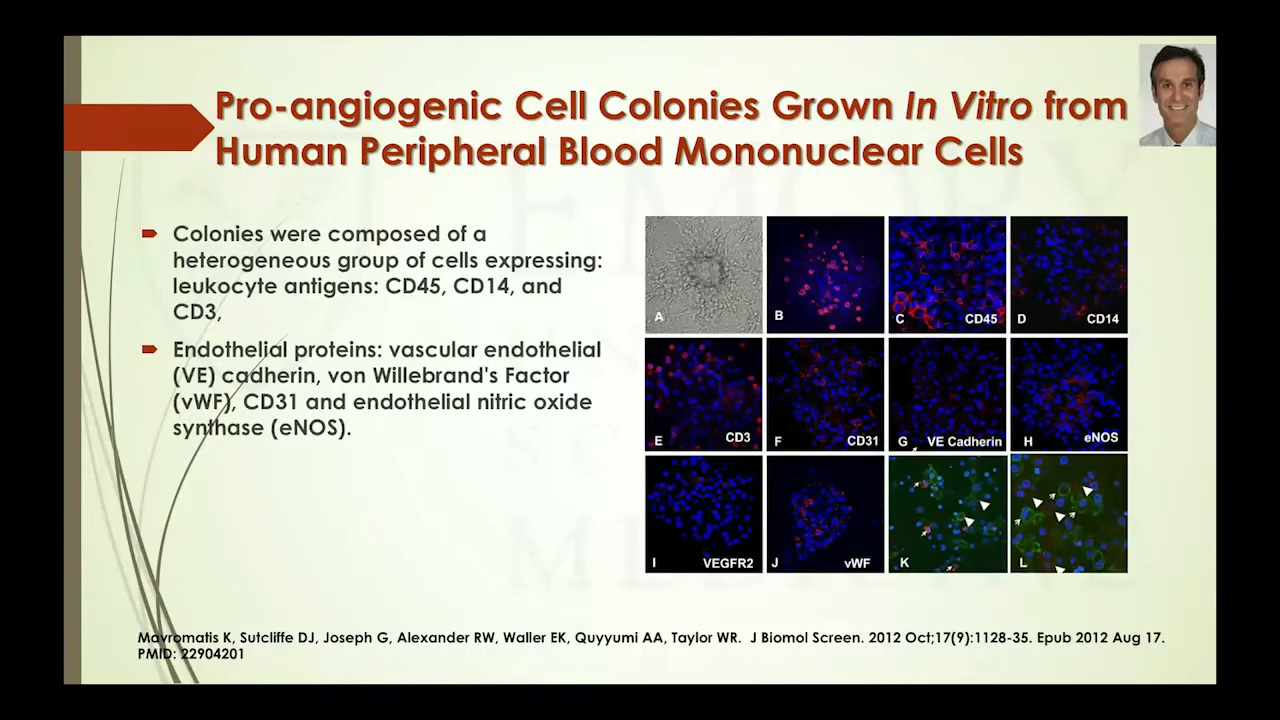 Pro-angiogenic Cell Colonies Grown In Vitro from
Human Peripheral Blood Mononuclear Cells
Colonies were composed of a
heterogeneous group of cells expressing:
leukocyte antigens: CD45, CD14, and
CD3,
Endothelial proteins: vascular endothelial
(VE) cadherin, von Willebrand's Factor
(vWF), CD31 and endothelial nitric oxide
synthase (eNOS).
A
B
C CD45
D CD14
E CD3
F CD31
G VE Cadherin
H eNOS
I VEGFR2
J vWF
K
L
EMORY
SC
MEDICINE
Mavromatis K, Sutcliffe DJ, Joseph G, Alexander RW, Waller EK, Quyyumi AA, Taylor WR. J Biomol Screen. 2012 Oct;17(9):1128-35. Epub 2012 Aug 17.
PMID: 22904201